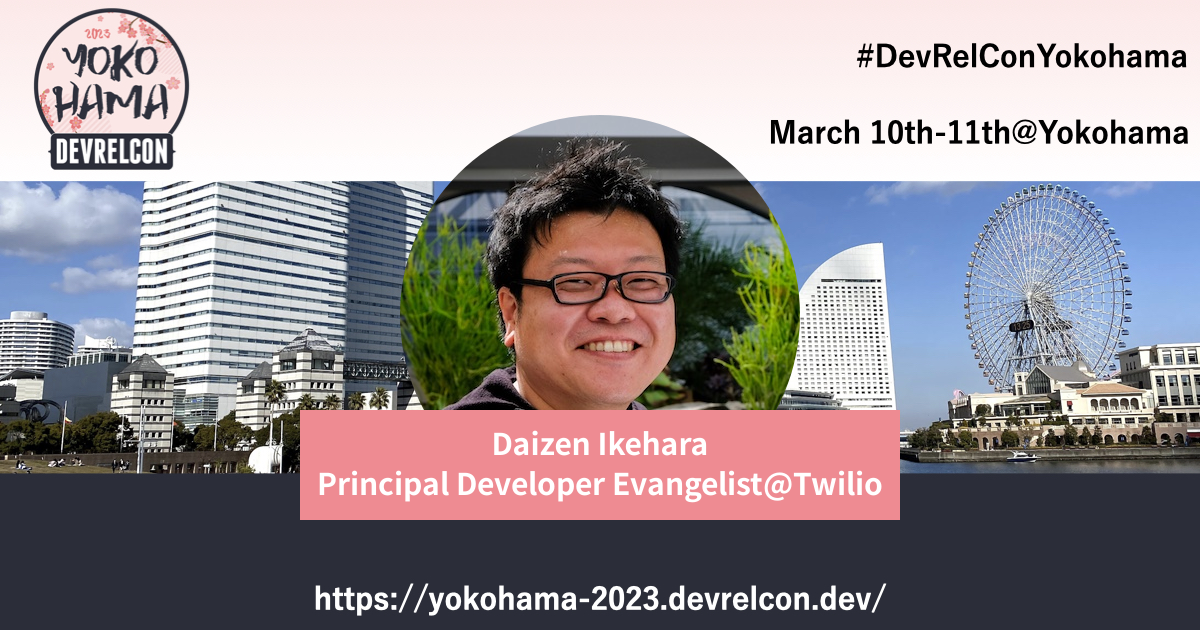 2023
YOKO
HAMA
DEVRELCON
#DevRelConYokohama
March 10th-11th@Yokohama
Daizen Ikehara
Principal Developer Evangelist@Twilio
https://yokohama-2023.devrelcon.dev/